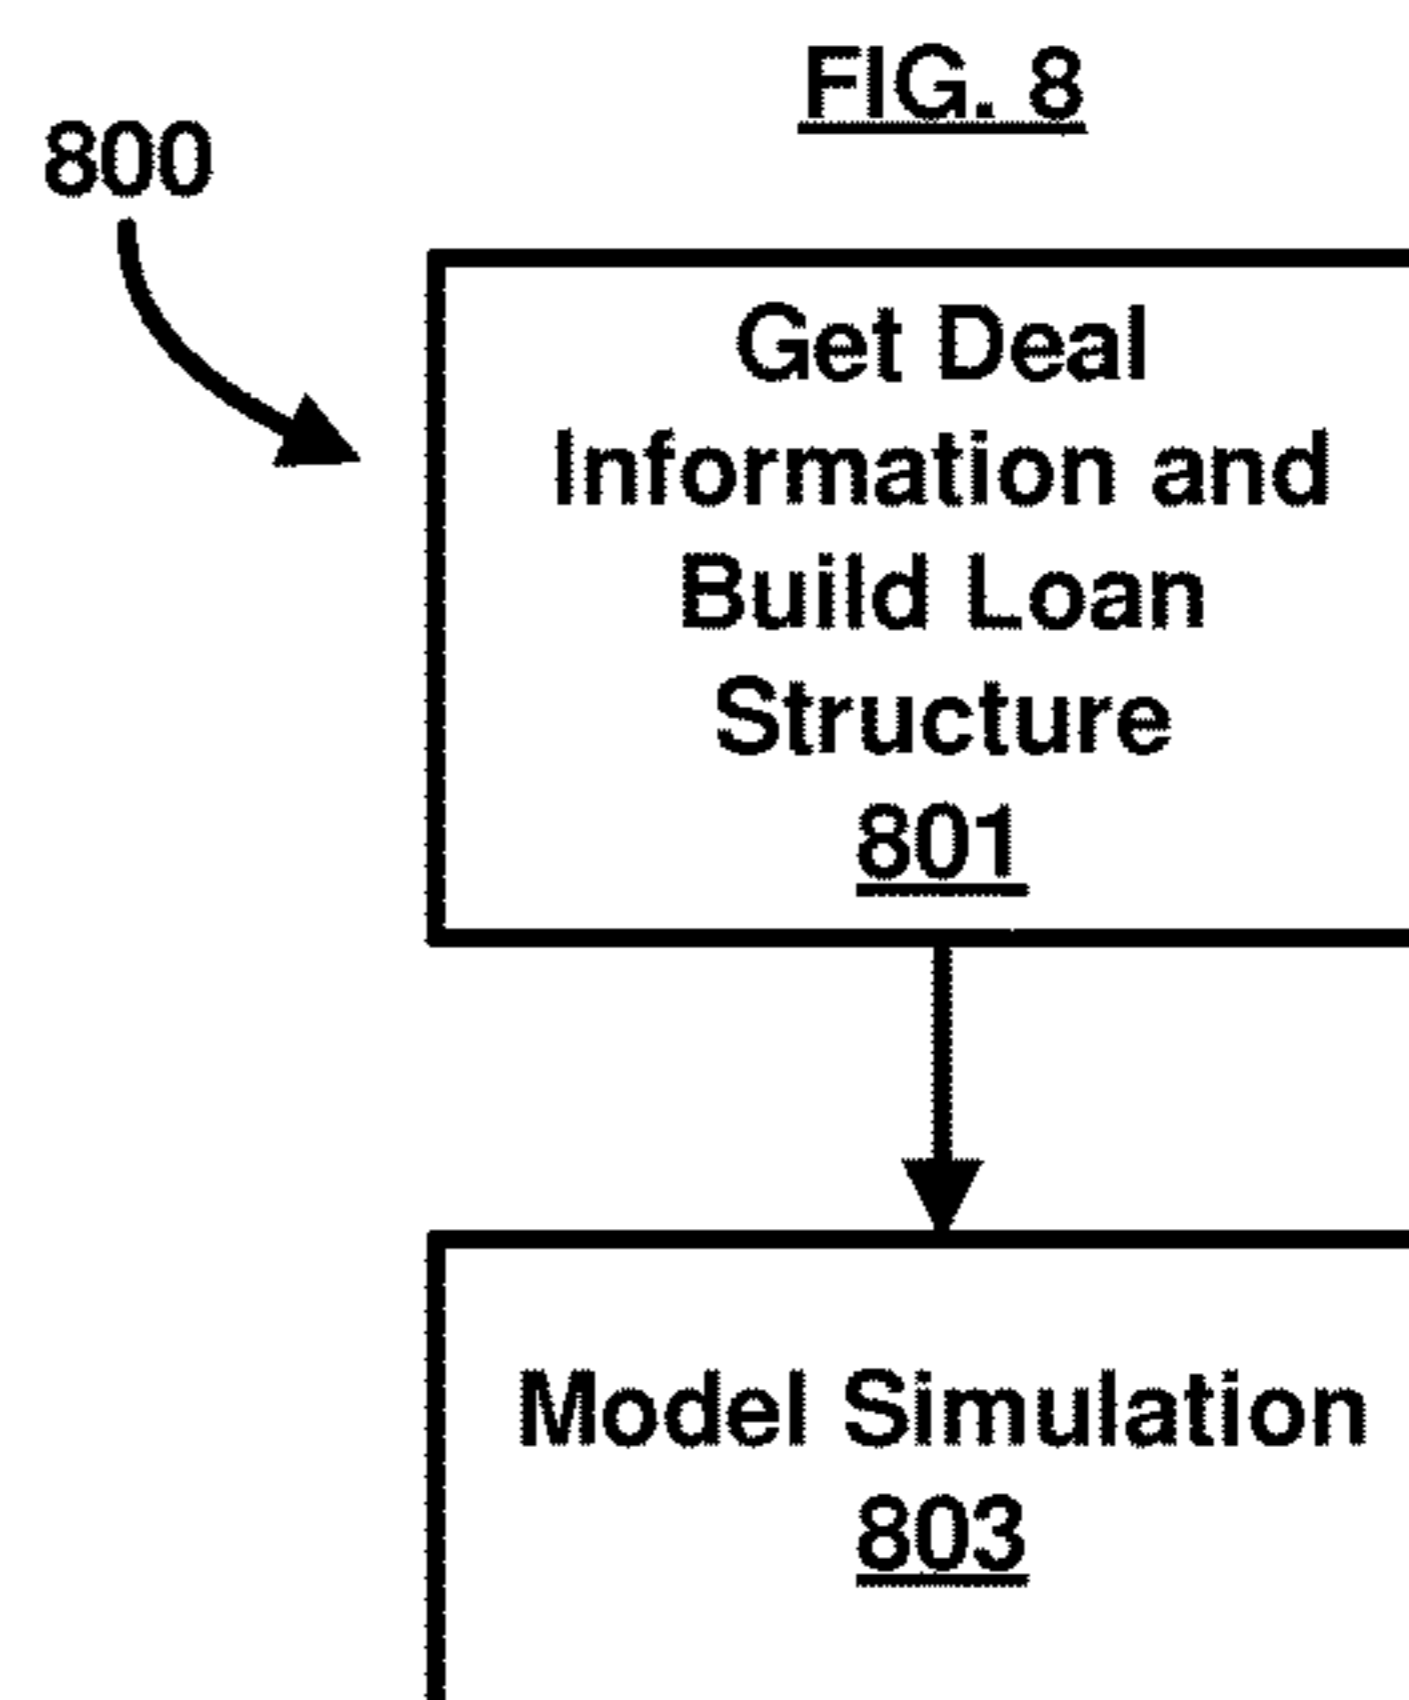 FIG. 8
800
Get Deal
Information and
Build Loan
Structure
801
Model Simulation
803